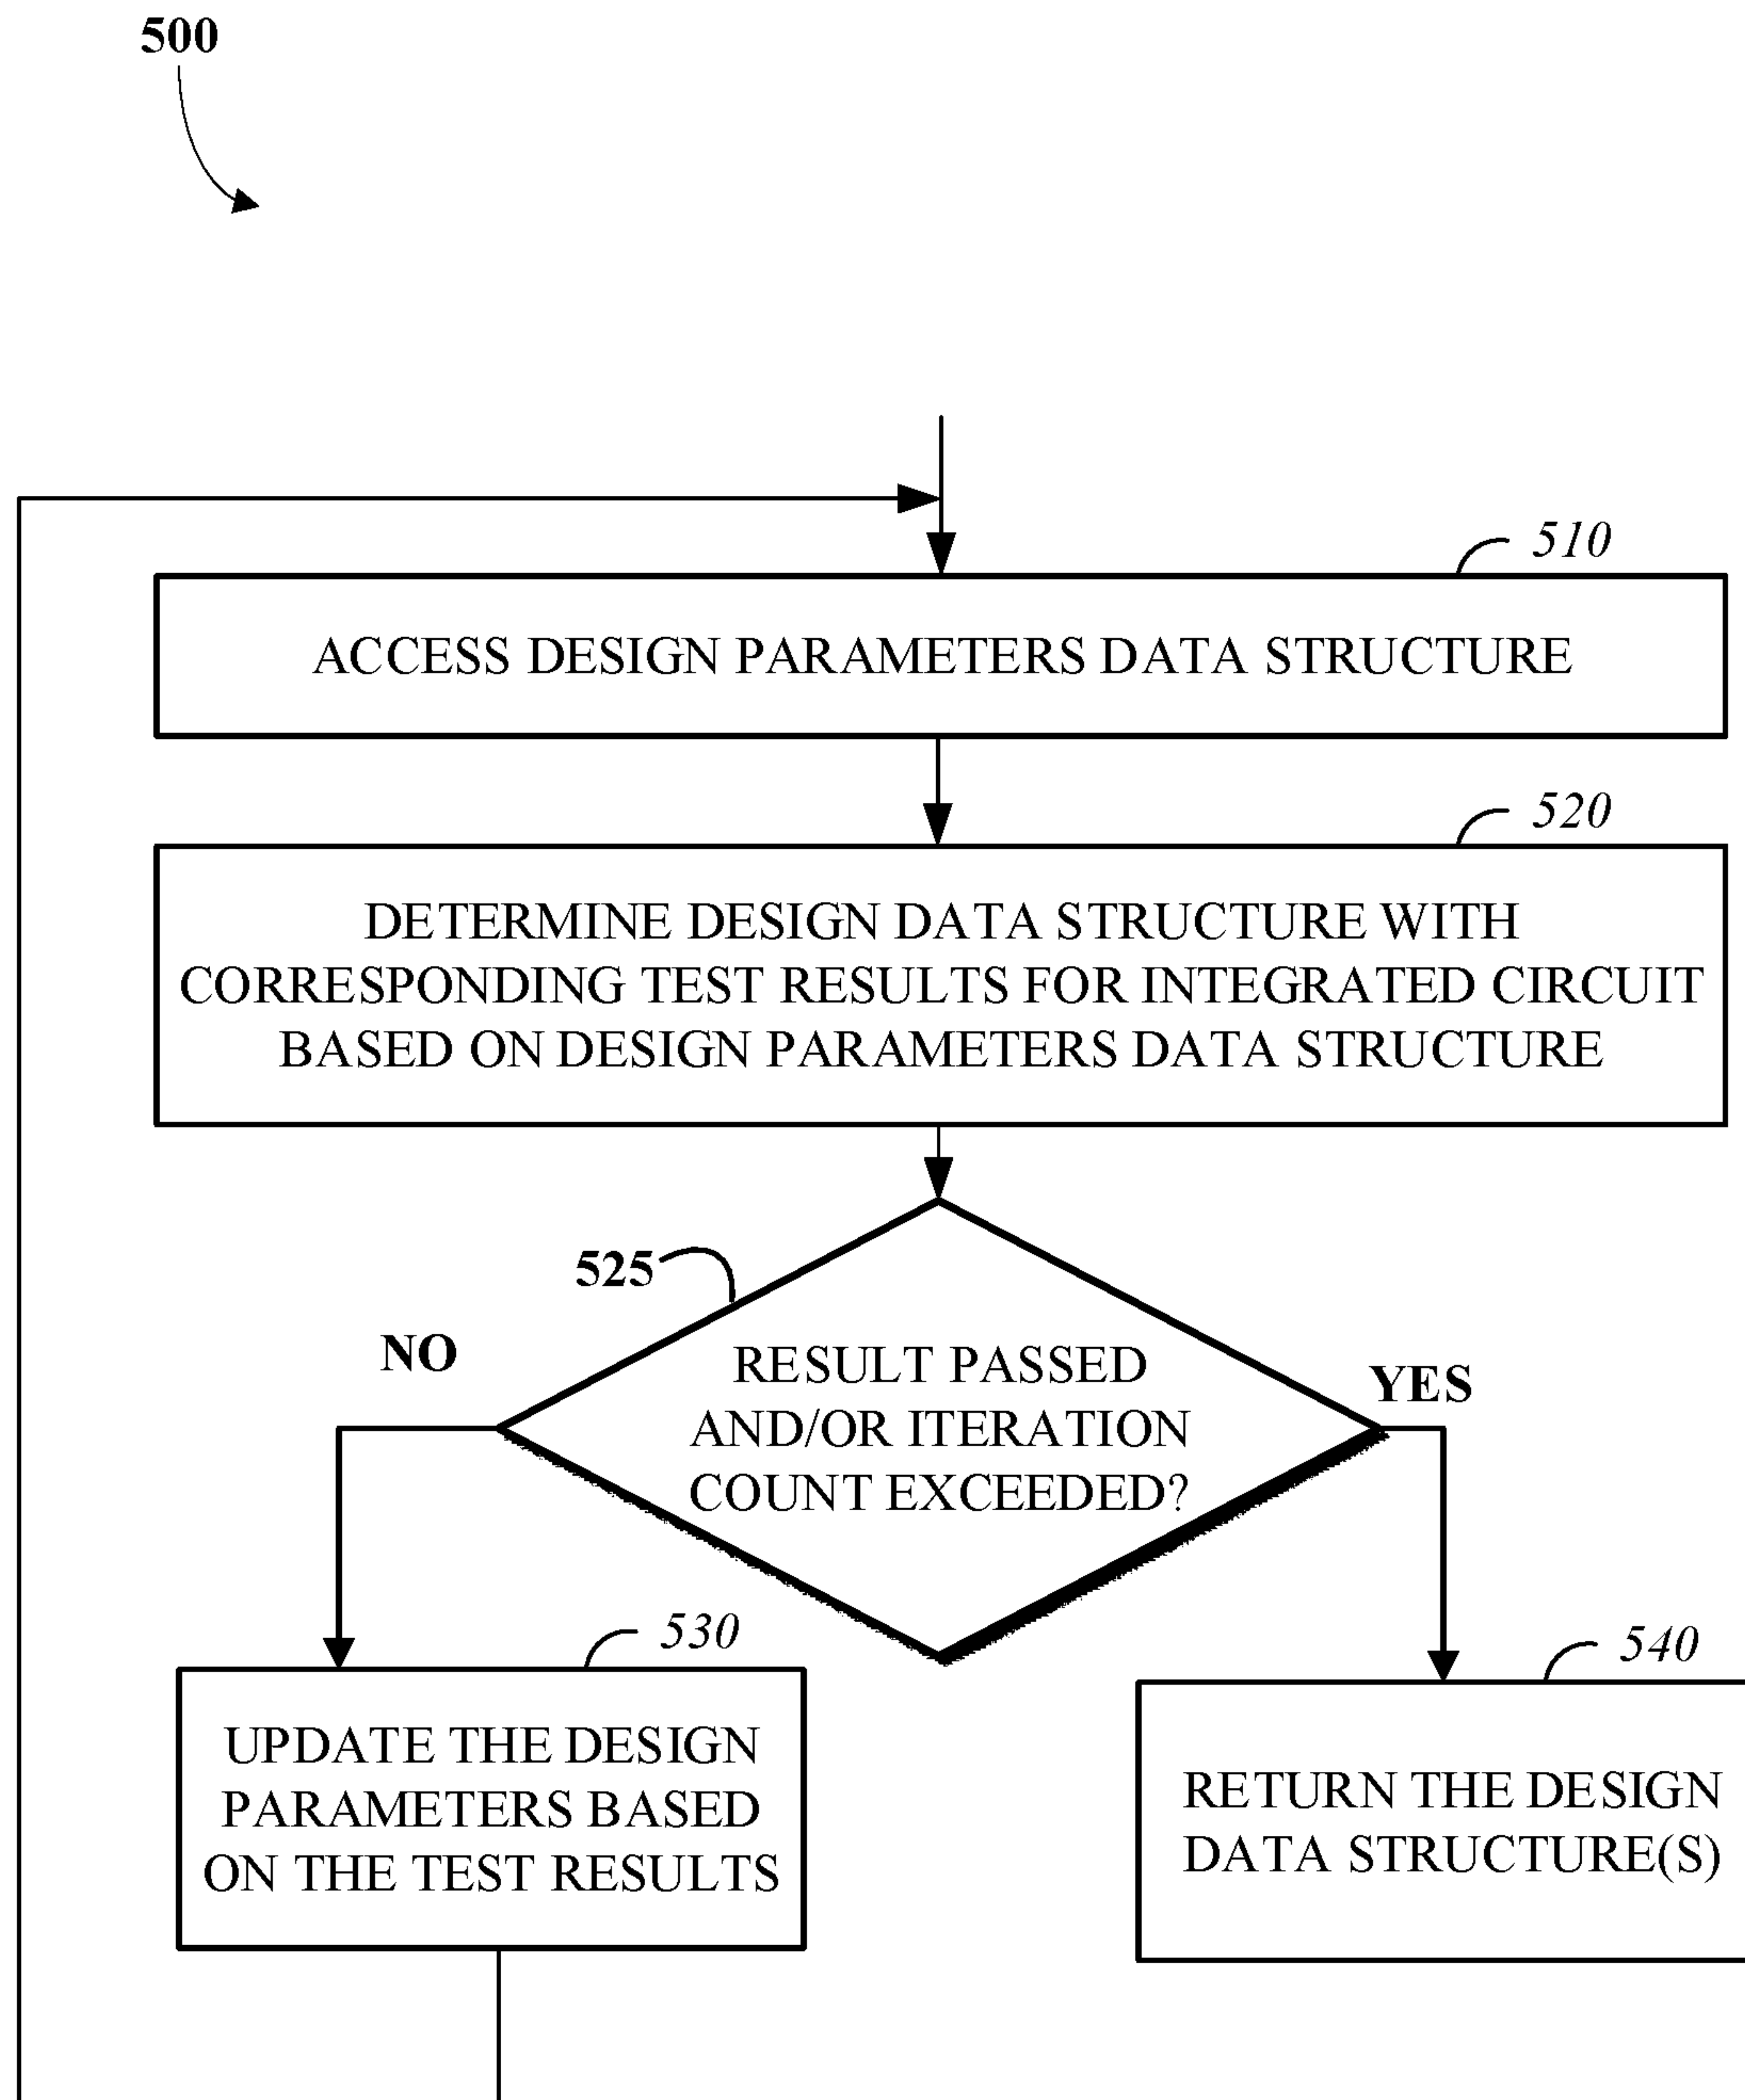 500
510
ACCESS DESIGN PARAMETERS DATA STRUCTURE
520
DETERMINE DESIGN DATA STRUCTURE WITH
CORRESPONDING TEST RESULTS FOR INTEGRATED CIRCUIT
BASED ON DESIGN PARAMETERS DATA STRUCTURE
525
NO
RESULT PASSED
AND/OR ITERATION
COUNT EXCEEDED?
YES
530
UPDATE THE DESIGN
PARAMETERS BASED
ON THE TEST RESULTS
540
RETURN THE DESIGN
DATA STRUCTURE(S)